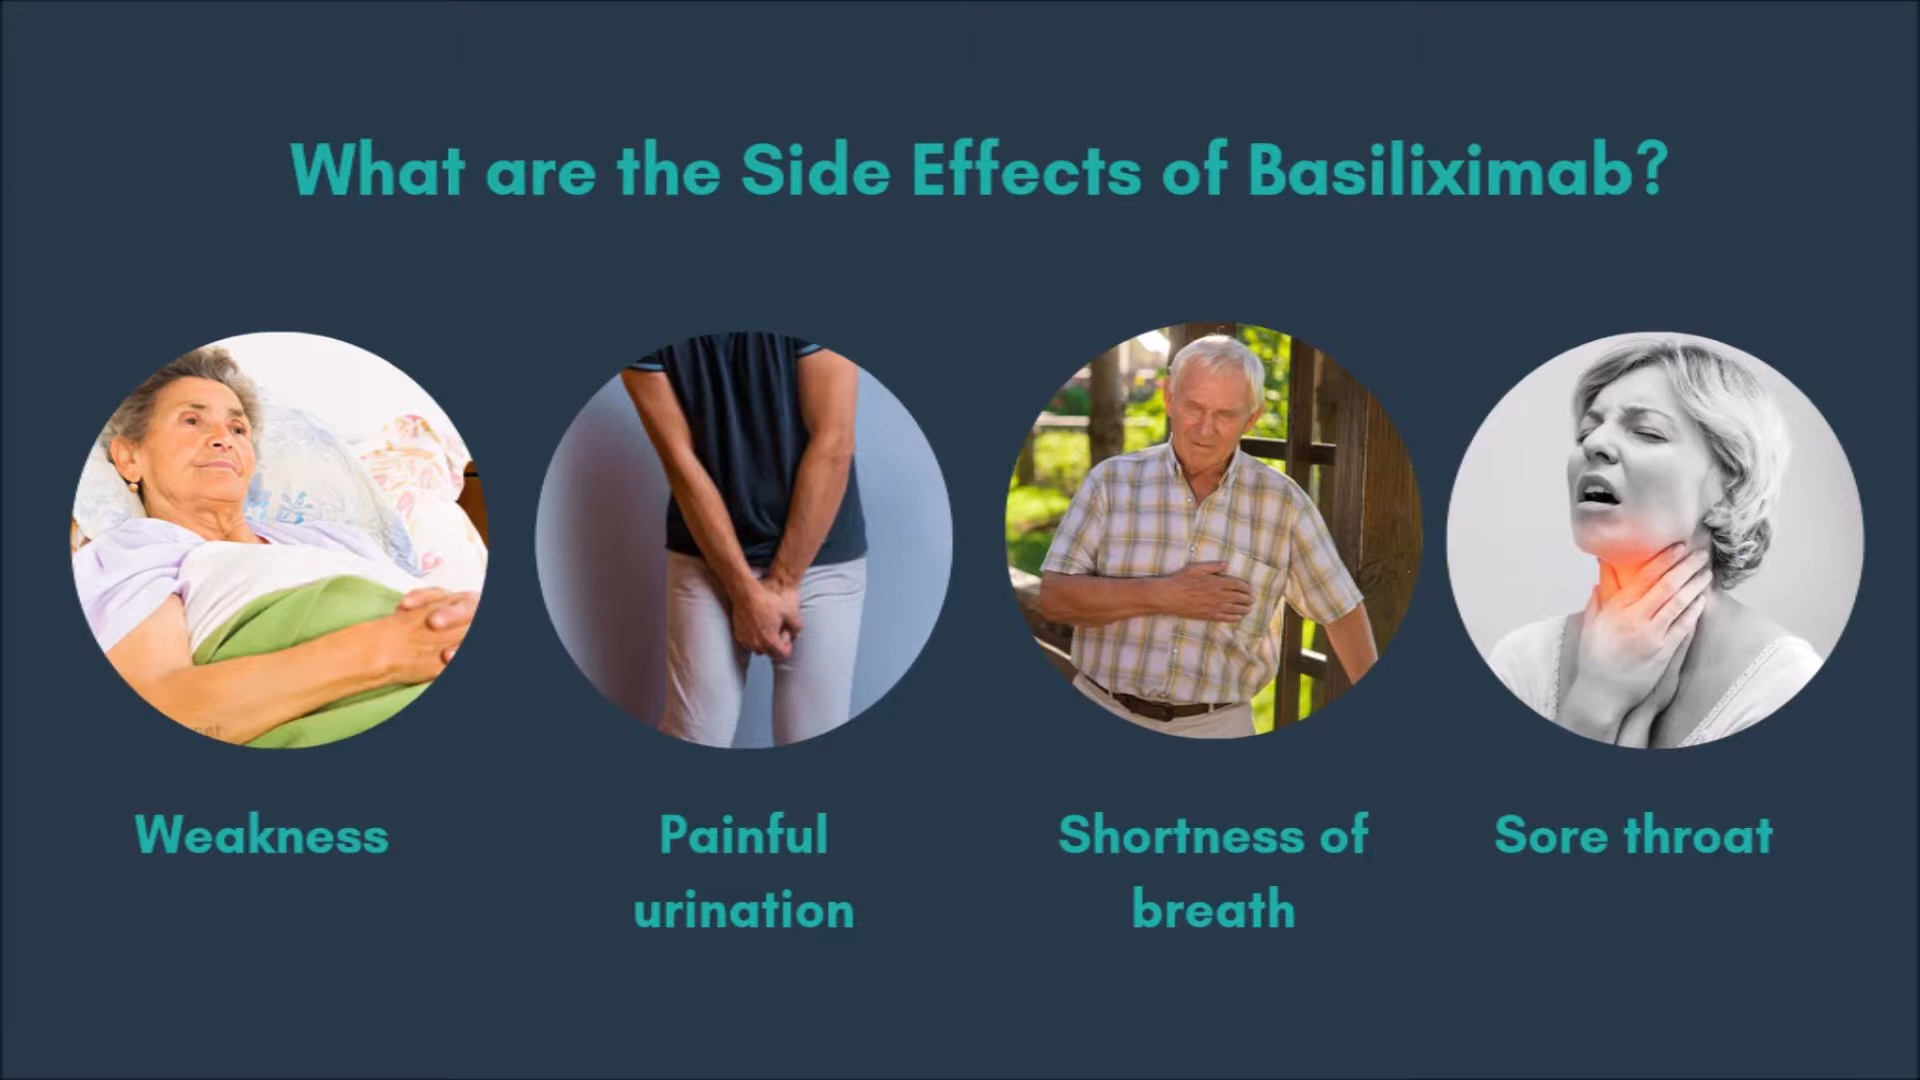 What are the Side Effects of Basiliximab?
Weakness
Painful
urination
Shortness of
breath
Sore throat